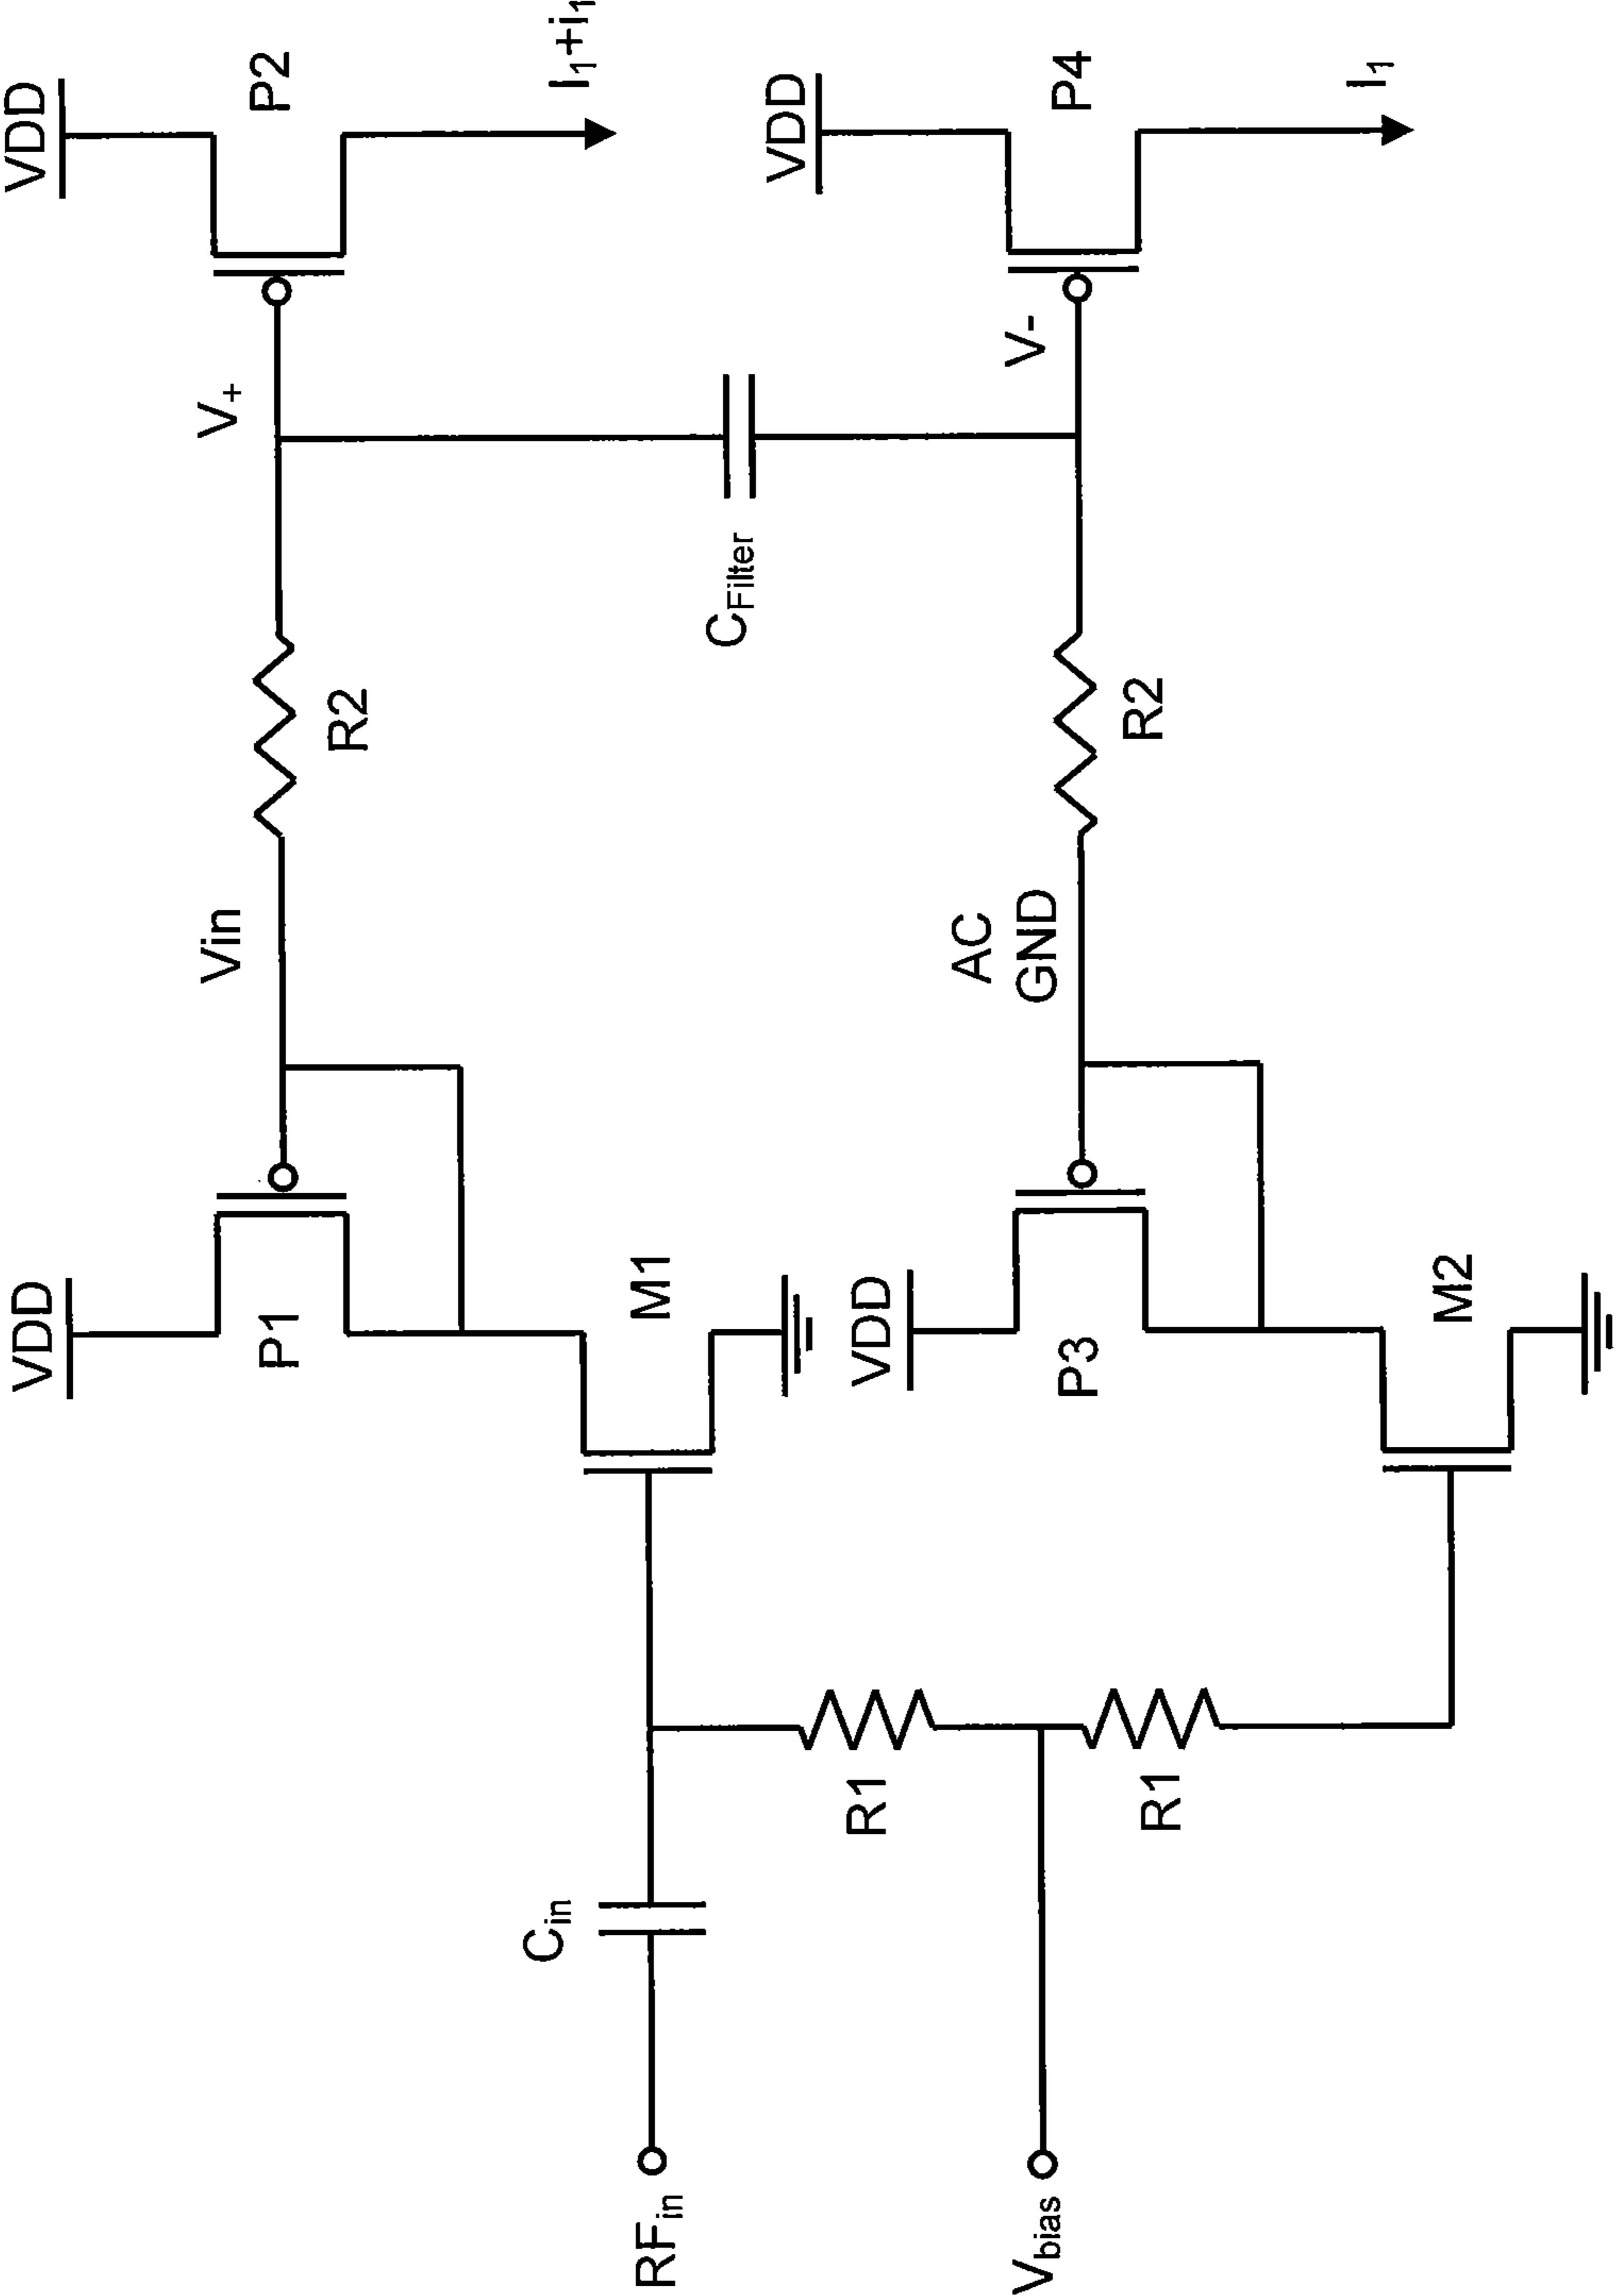 VDD
VDD
Vin
V+
P1
P2
R2
Cin
I1+i1
RFin
M1
CFilter
VDD
R1
VDD
AC
GND
V-
Vbias
P3
P4
R2
R1
I1
M2